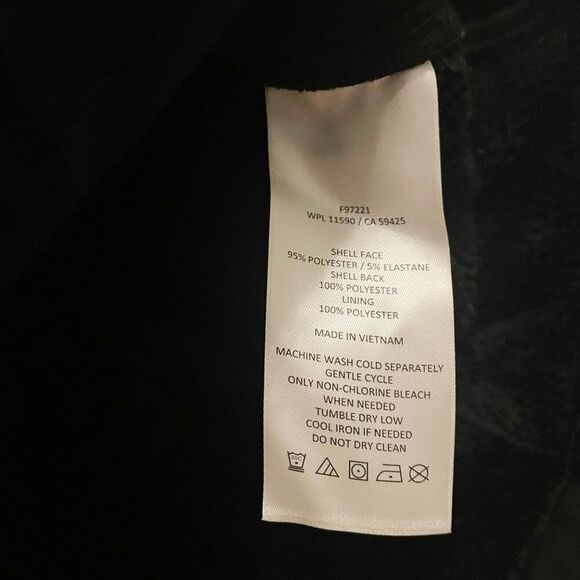 F97221
WPL 11590 / CA 59425
SHELL FACE
95% POLYESTER / 5% ELASTANE
SHELL BACK
100% POLYESTER
LINING
100% POLYESTER
MADE IN VIETNAM
MACHINE WASH COLD SEPARATELY
GENTLE CYCLE
ONLY NON-CHLORINE BLEACH
WHEN NEEDED
TUMBLE DRY LOW
COOL IRON IF NEEDED
DO NOT DRY CLEAN
30C